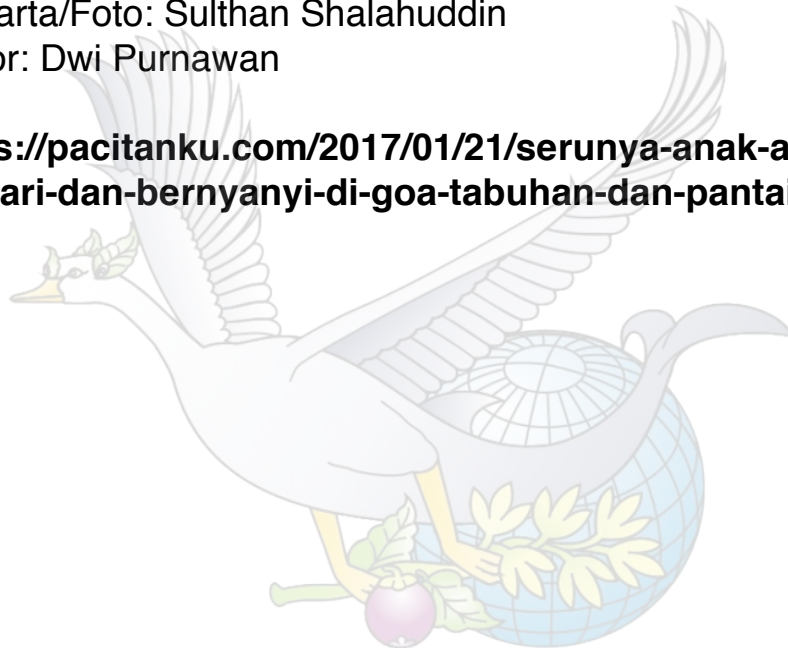 arta/Foto: Sulthan Shalahuddin
or: Dwi Purnawan
s://pacitanku.com/2017/01/21/serunya-anak-a
ari-dan-bernyanyi-di-goa-tabuhan-dan-pantai